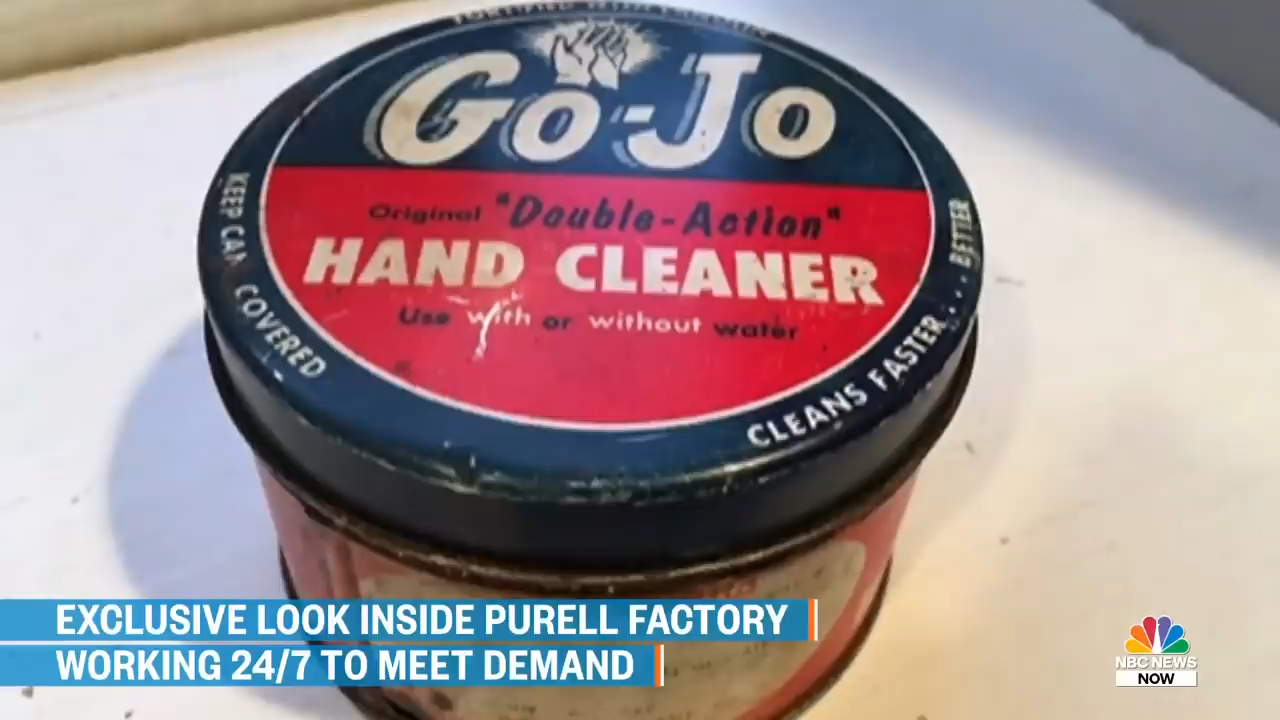 Go-Jo
Original "Double-Action"
HAND CLEANER
Use with or without water
KEEP CAN COVERED
CLEANS FASTER... BETTER
EXCLUSIVE LOOK INSIDE PURELL FACTORY
WORKING 24/7 TO MEET DEMAND
NBC NEWS
NOW